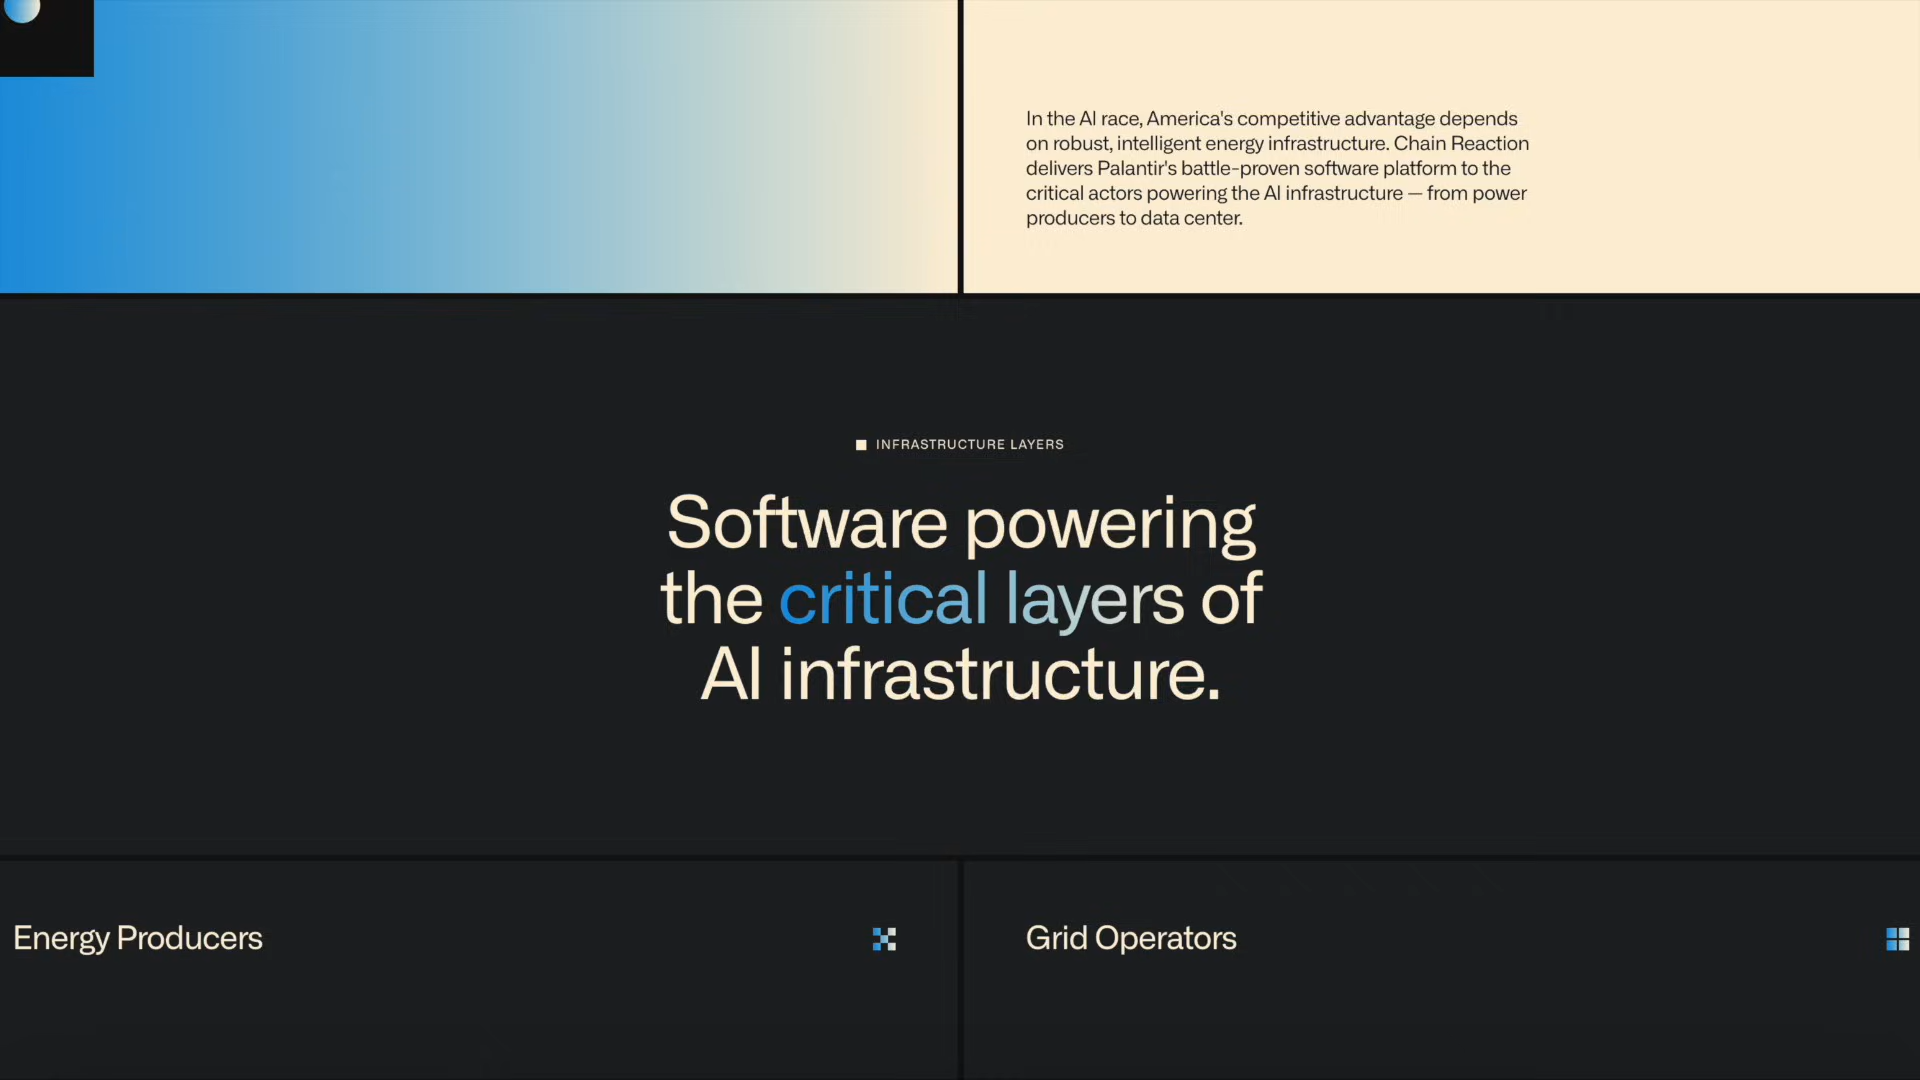 In the AI race, America's competitive advantage depends
on robust, intelligent energy infrastructure. Chain Reaction
delivers Palantir's battle-proven software platform to the
critical actors powering the AI infrastructure — from power
producers to data center.
INFRASTRUCTURE LAYERS
Software powering
the critical layers of
AI infrastructure.
Energy Producers
Grid Operators